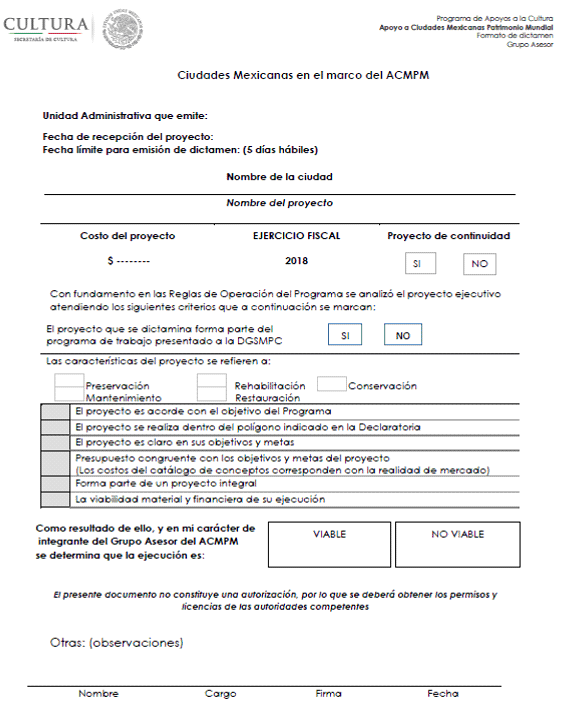 CULTURA
SECRETARÍA DE CULTURA
Programa de Apoyos a la Cultura
Apoyo a Ciudades Mexicanas Patrimonio Mundial
Formato de dictamen
Grupo Asesor
Ciudades Mexicanas en el marco del ACMPM
Unidad Administrativa que emite:
Fecha de recepción del proyecto:
Fecha límite para emisión de dictamen: (5 días hábiles)
Nombre de la ciudad
Nombre del proyecto
Costo del proyecto EJERCICIO FISCAL Proyecto de continuidad
$ -------- 2018 SI NO
Con fundamento en las Reglas de Operación del Programa se analizó el proyecto ejecutivo
atendiendo los siguientes criterios que a continuación se marcan:
El proyecto que se dictamina forma parte del
programa de trabajo presentado a la DGSMPC SI NO
Las características del proyecto se refieren a:
Preservación Rehabilitación Conservación
Mantenimiento Restauración
El proyecto es acorde con el objetivo del Programa
El proyecto se realiza dentro del polígono indicado en la Declaratoria
El proyecto es claro en sus objetivos y metas
Presupuesto congruente con los objetivos y metas del proyecto
(Los costos del catálogo de conceptos corresponden con la realidad de mercado)
Forma parte de un proyecto integral
La viabilidad material y financiera de su ejecución
Como resultado de ello, y en mi carácter de
integrante del Grupo Asesor del ACMPM
se determina que la ejecución es:
VIABLE NO VIABLE
El presente documento no constituye una autorización, por lo que se deberá obtener los permisos y
licencias de las autoridades competentes
Otras: (observaciones)
Nombre Cargo Firma Fecha